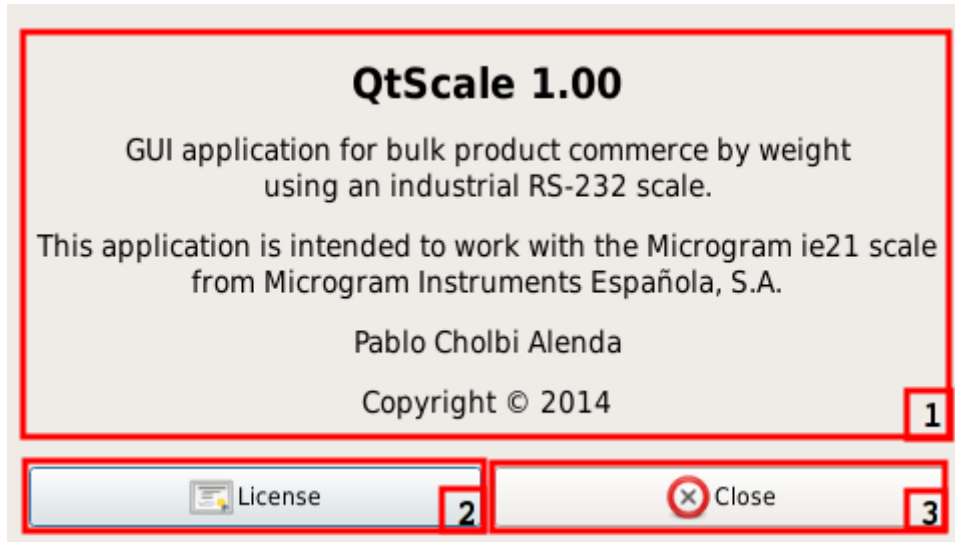 QtScale 1.00
GUI application for bulk product commerce by weight
using an industrial RS-232 scale.
This application is intended to work with the Microgram ie21 scale
from Microgram Instruments Española, S.A.
Pablo Cholbi Alenda
Copyright © 2014
1
License
2
Close
3